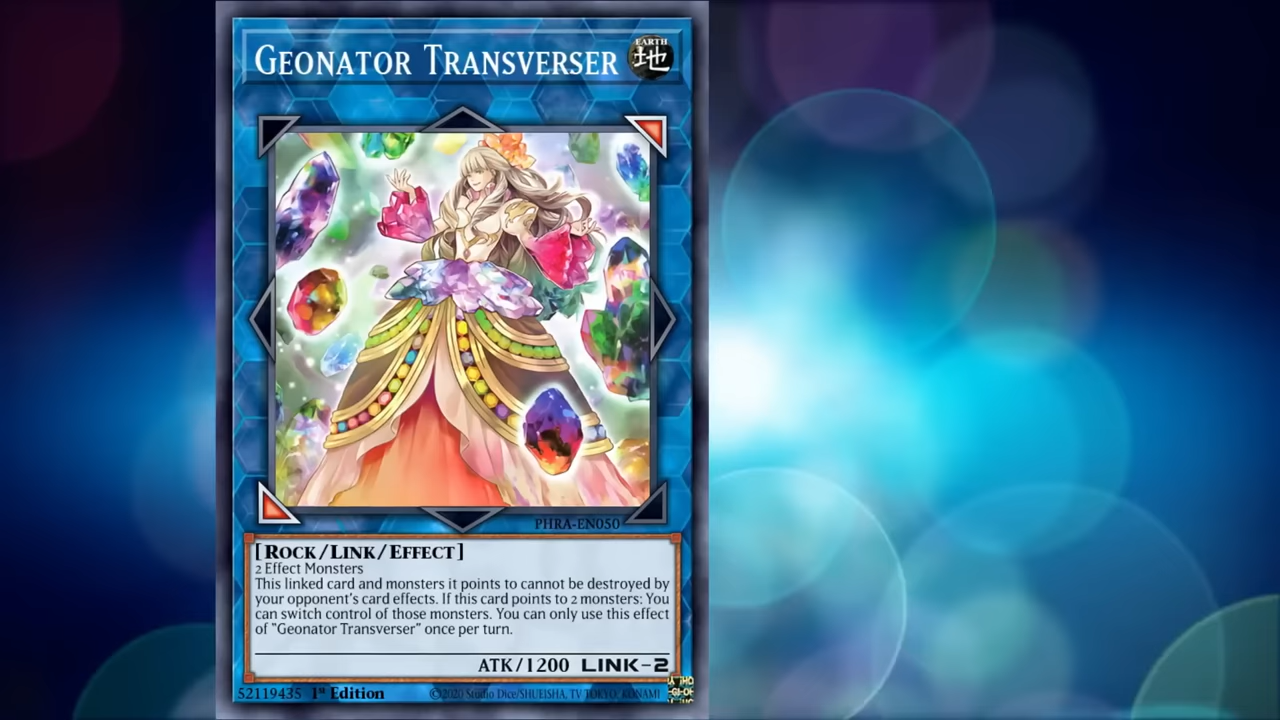 GEONATOR TRANSVERSER
EARTH
地
PHRA-EN050
[ROCK/LINK/EFFECT]
2 Effect Monsters
This linked card and monsters it points to cannot be destroyed by
your opponent's card effects. If this card points to 2 monsters: You
can switch control of those monsters. You can only use this effect
of "Geonator Transverser" once per turn.
ATK/1200 LINK-2
52119435 1st Edition ©2020 Studio Dice/SHUEISHA, TV TOKYO, KONAMI